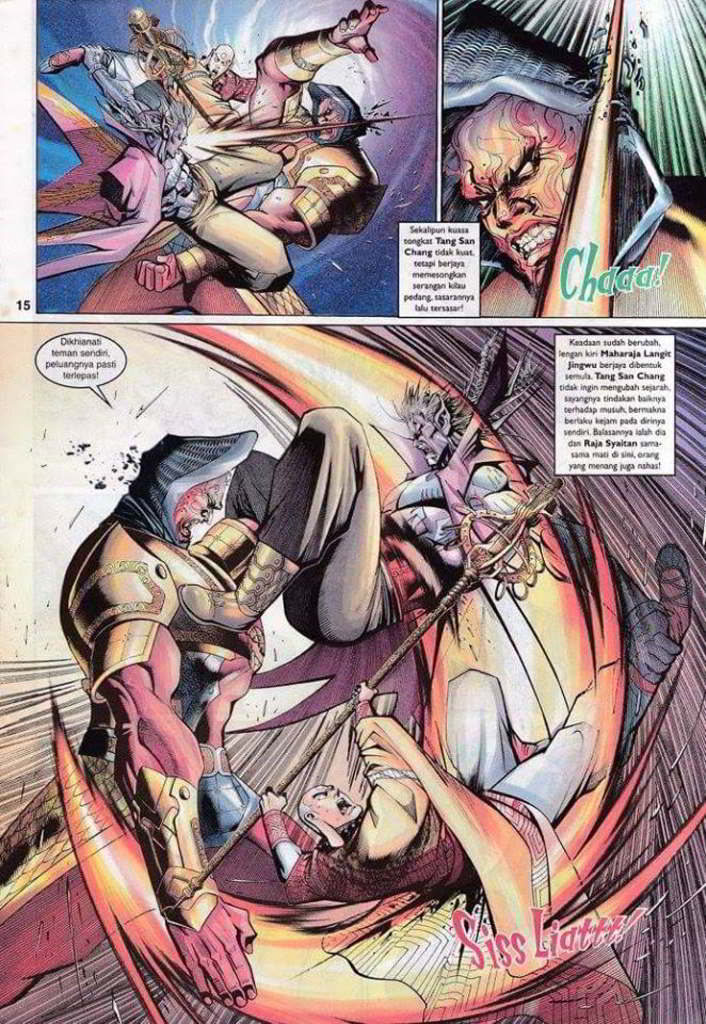 Sekalipun kuasa
tongkat Tang San
Chang tidak kuat,
tetapi berjaya
memesongkan
serangan kilau
pedang, sasarannya
lalu tersasar!
Chaaa!
15
Dikhianati
teman sendiri,
peluangnya pasti
terlepas!
Keadaan sudah berubah,
lengan kiri Maharaja Langit
Jingwu berjaya dibentuk
semula. Tang San Chang
tidak ingin mengubah sejarah,
sayangnya tindakan baiknya
terhadap musuh, bermakna
berlaku kejam pada dirinya
sendiri. Balasannya ialah dia
dan Raja Syaitan sama-
sama mati di sini, orang
yang menang juga nahas!
Siss Liattt!